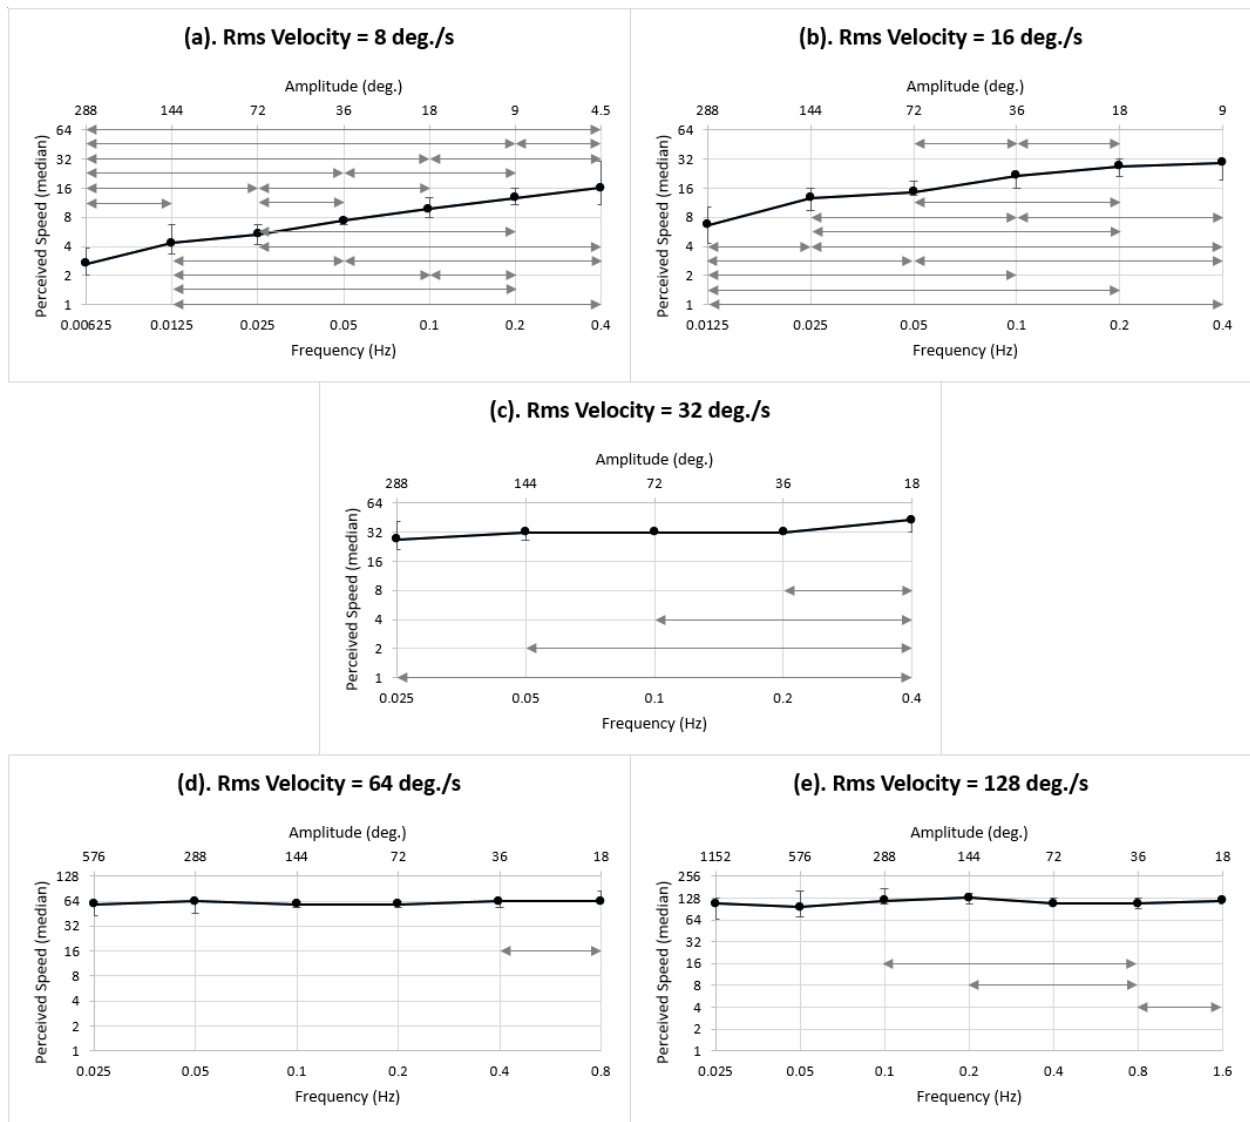 (a). Rms Velocity = 8 deg./s
Amplitude (deg.)
288 144 72 36 18 9 4.5
Perceived Speed (median)
64
32
16
8
4
2
1
0.00625 0.0125 0.025 0.05 0.1 0.2 0.4
Frequency (Hz)
(b). Rms Velocity = 16 deg./s
Amplitude (deg.)
288 144 72 36 18 9
Perceived Speed (median)
64
32
16
8
4
2
1
0.0125 0.025 0.05 0.1 0.2 0.4
Frequency (Hz)
(c). Rms Velocity = 32 deg./s
Amplitude (deg.)
288 144 72 36 18
Perceived Speed (median)
64
32
16
8
4
2
1
0.025 0.05 0.1 0.2 0.4
Frequency (Hz)
(d). Rms Velocity = 64 deg./s
Amplitude (deg.)
576 288 144 72 36 18
Perceived Speed (median)
128
64
32
16
8
4
2
1
0.025 0.05 0.1 0.2 0.4 0.8
Frequency (Hz)
(e). Rms Velocity = 128 deg./s
Amplitude (deg.)
1152 576 288 144 72 36 18
Perceived Speed (median)
256
128
64
32
16
8
4
2
1
0.025 0.05 0.1 0.2 0.4 0.8 1.6
Frequency (Hz)